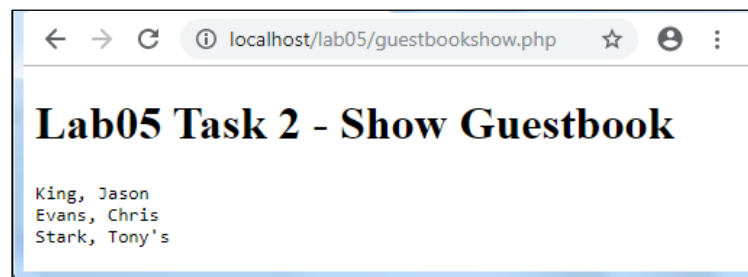 localhost/lab05/guestbookshow.php
Lab05 Task 2 - Show Guestbook
King, Jason
Evans, Chris
Stark, Tony's